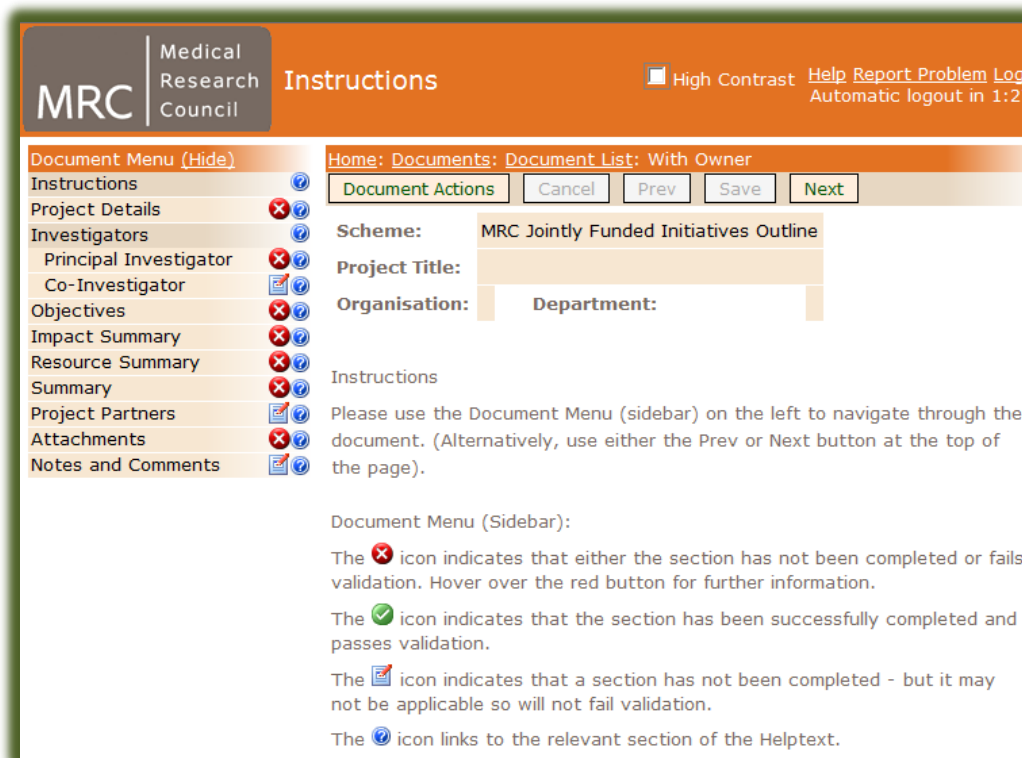 MRC
Medical
Research
Council
Instructions
High Contrast
Help Report Problem Log
Automatic logout in 1:2
Document Menu (Hide)
Instructions
Project Details
Investigators
Principal Investigator
Co-Investigator
Objectives
Impact Summary
Resource Summary
Summary
Project Partners
Attachments
Notes and Comments
Home: Documents: Document List: With Owner
Document Actions Cancel Prev Save Next
Scheme: MRC Jointly Funded Initiatives Outline
Project Title:
Organisation: Department:
Instructions
Please use the Document Menu (sidebar) on the left to navigate through the
document. (Alternatively, use either the Prev or Next button at the top of
the page).
Document Menu (Sidebar):
The icon indicates that either the section has not been completed or fails
validation. Hover over the red button for further information.
The icon indicates that the section has been successfully completed and
passes validation.
The icon indicates that a section has not been completed - but it may
not be applicable so will not fail validation.
The icon links to the relevant section of the Helptext.